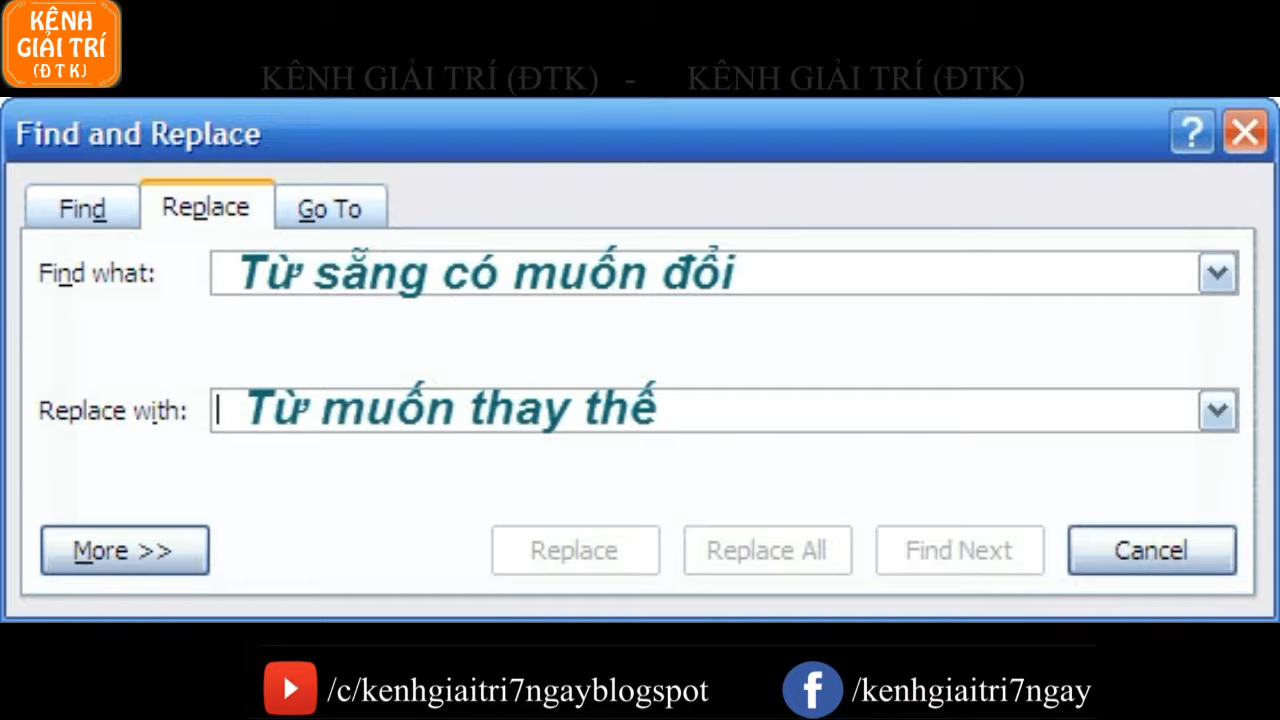 KÊNH
GIẢI TRÍ
(Đ T K)
KÊNH GIẢI TRÍ (ĐTK) - KÊNH GIẢI TRÍ (ĐTK)
Find and Replace
Find Replace Go To
Find what: Từ sẵng có muốn đổi
Replace with: Từ muốn thay thế
More >> Replace Replace All Find Next Cancel
/c/kenhgiaitri7ngayblogspot /kenhgiaitri7ngay